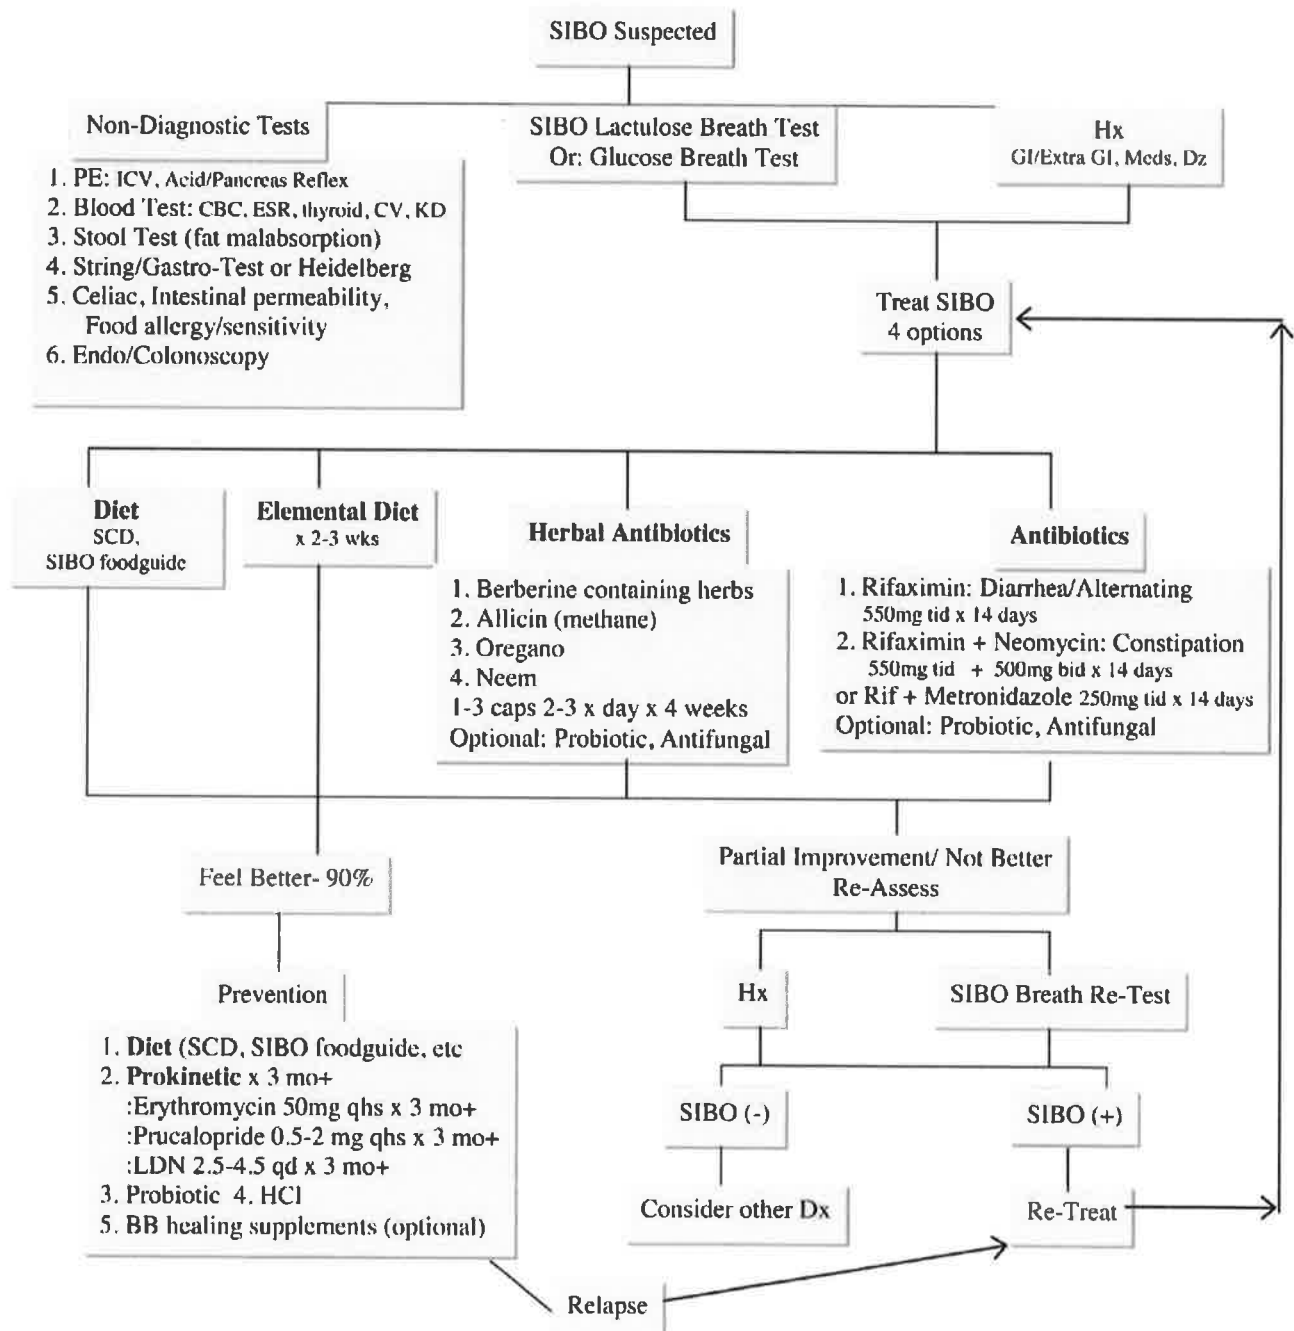 SIBO Suspected
Non-Diagnostic Tests
1. PE: ICV, Acid/Pancreas Reflex
2. Blood Test: CBC, ESR, thyroid, CV, KD
3. Stool Test (fat malabsorption)
4. String/Gastro-Test or Heidelberg
5. Celiac, Intestinal permeability,
Food allergy/sensitivity
6. Endo/Colonoscopy
SIBO Lactulose Breath Test
Or: Glucose Breath Test
Hx
GI/Extra GI, Meds, Dz
Treat SIBO
4 options
Diet
SCD,
SIBO foodguide
Elemental Diet
x 2-3 wks
Herbal Antibiotics
1. Berberine containing herbs
2. Allicin (methane)
3. Oregano
4. Neem
1-3 caps 2-3 x day x 4 weeks
Optional: Probiotic, Antifungal
Antibiotics
1. Rifaximin: Diarrhea/Alternating
550mg tid x 14 days
2. Rifaximin + Neomycin: Constipation
550mg tid + 500mg bid x 14 days
or Rif + Metronidazole 250mg tid x 14 days
Optional: Probiotic, Antifungal
Feel Better- 90%
Partial Improvement/ Not Better
Re-Assess
Prevention
1. Diet (SCD, SIBO foodguide, etc
2. Prokinetic x 3 mo+
:Erythromycin 50mg qhs x 3 mo+
:Prucalopride 0.5-2 mg qhs x 3 mo+
:LDN 2.5-4.5 qd x 3 mo+
3. Probiotic 4. HCl
5. BB healing supplements (optional)
Hx
SIBO Breath Re-Test
SIBO (-)
SIBO (+)
Consider other Dx
Re-Treat
Relapse